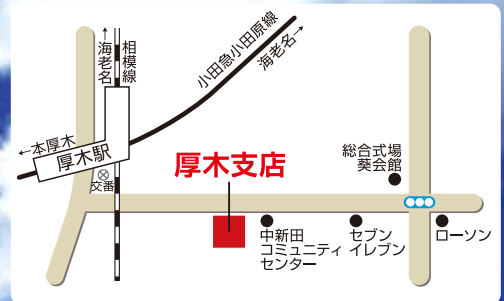 ←海老名
相模線
小田急小田原線
海老名→
←本厚木
厚木駅
交番
厚木支店
総合式場
葵会館
中新田
コミュニティ
センター
セブン
イレブン
ローソン